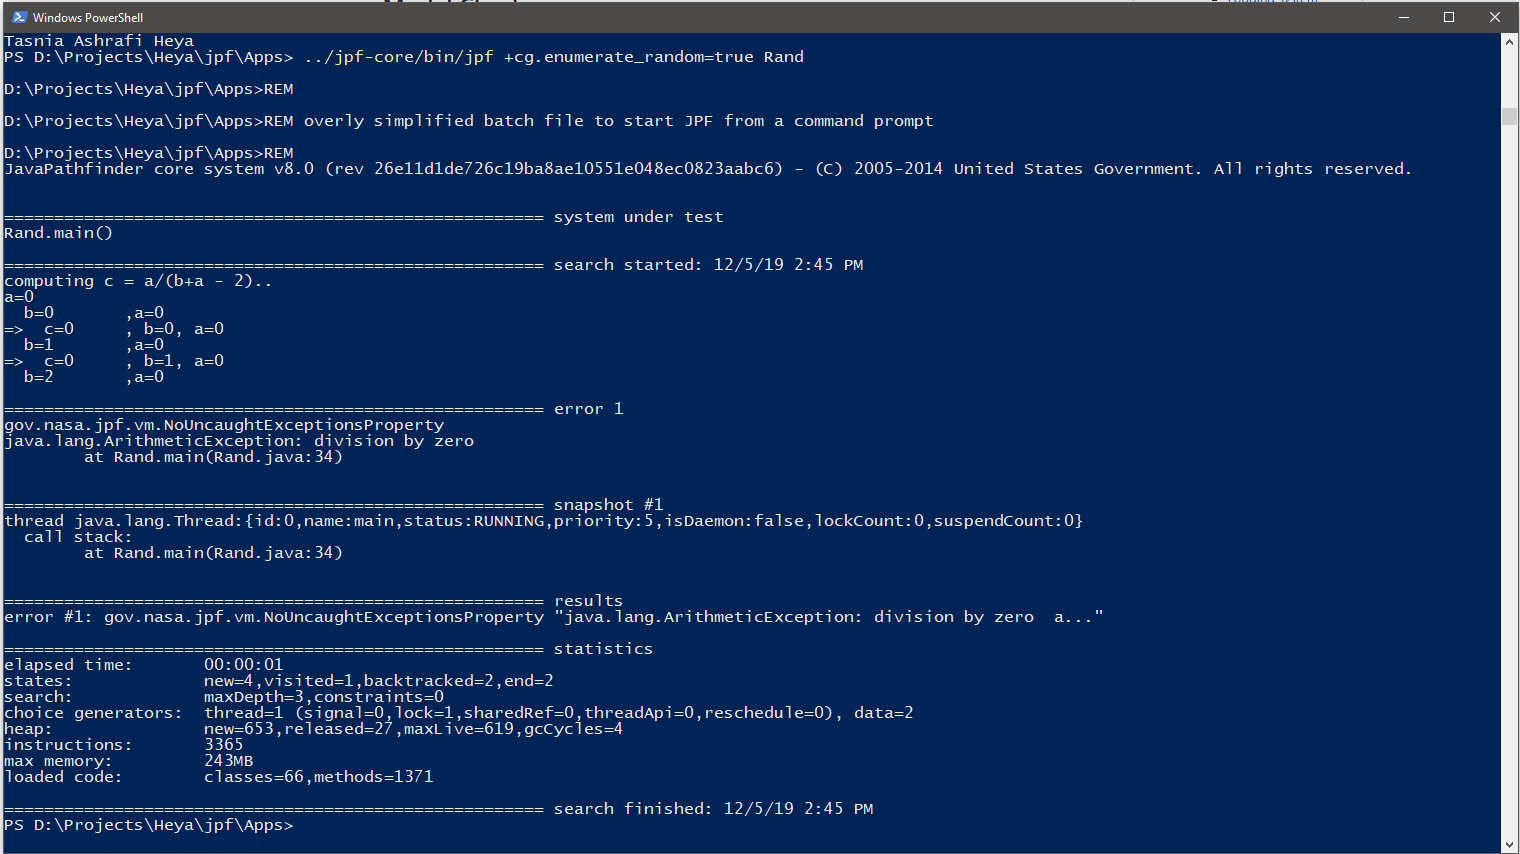 Windows PowerShell
Tasnia Ashrafi Heya
PS D:\Projects\Heya\jpf\Apps> ../jpf-core/bin/jpf +cg.enumerate_random=true Rand
D:\Projects\Heya\jpf\Apps>REM
D:\Projects\Heya\jpf\Apps>REM overly simplified batch file to start JPF from a command prompt
D:\Projects\Heya\jpf\Apps>REM
JavaPathfinder core system v8.0 (rev 26e11d1de726c19ba8ae10551e048ec0823aabc6) - (C) 2005-2014 United States Government. All rights reserved.
====================================================== system under test
Rand.main()
====================================================== search started: 12/5/19 2:45 PM
computing c = a/(b+a - 2)..
a=0
  b=0       ,a=0
=>  c=0     , b=0, a=0
  b=1       ,a=0
=>  c=0     , b=1, a=0
  b=2       ,a=0
====================================================== error 1
gov.nasa.jpf.vm.NoUncaughtExceptionsProperty
java.lang.ArithmeticException: division by zero
        at Rand.main(Rand.java:34)
====================================================== snapshot #1
thread java.lang.Thread:{id:0,name:main,status:RUNNING,priority:5,isDaemon:false,lockCount:0,suspendCount:0}
  call stack:
        at Rand.main(Rand.java:34)
====================================================== results
error #1: gov.nasa.jpf.vm.NoUncaughtExceptionsProperty "java.lang.ArithmeticException: division by zero  a..."
====================================================== statistics
elapsed time:       00:00:01
states:             new=4,visited=1,backtracked=2,end=2
search:             maxDepth=3,constraints=0
choice generators:  thread=1 (signal=0,lock=1,sharedRef=0,threadApi=0,reschedule=0), data=2
heap:               new=653,released=27,maxLive=619,gcCycles=4
instructions:       3365
max memory:         243MB
loaded code:        classes=66,methods=1371
====================================================== search finished: 12/5/19 2:45 PM
PS D:\Projects\Heya\jpf\Apps>